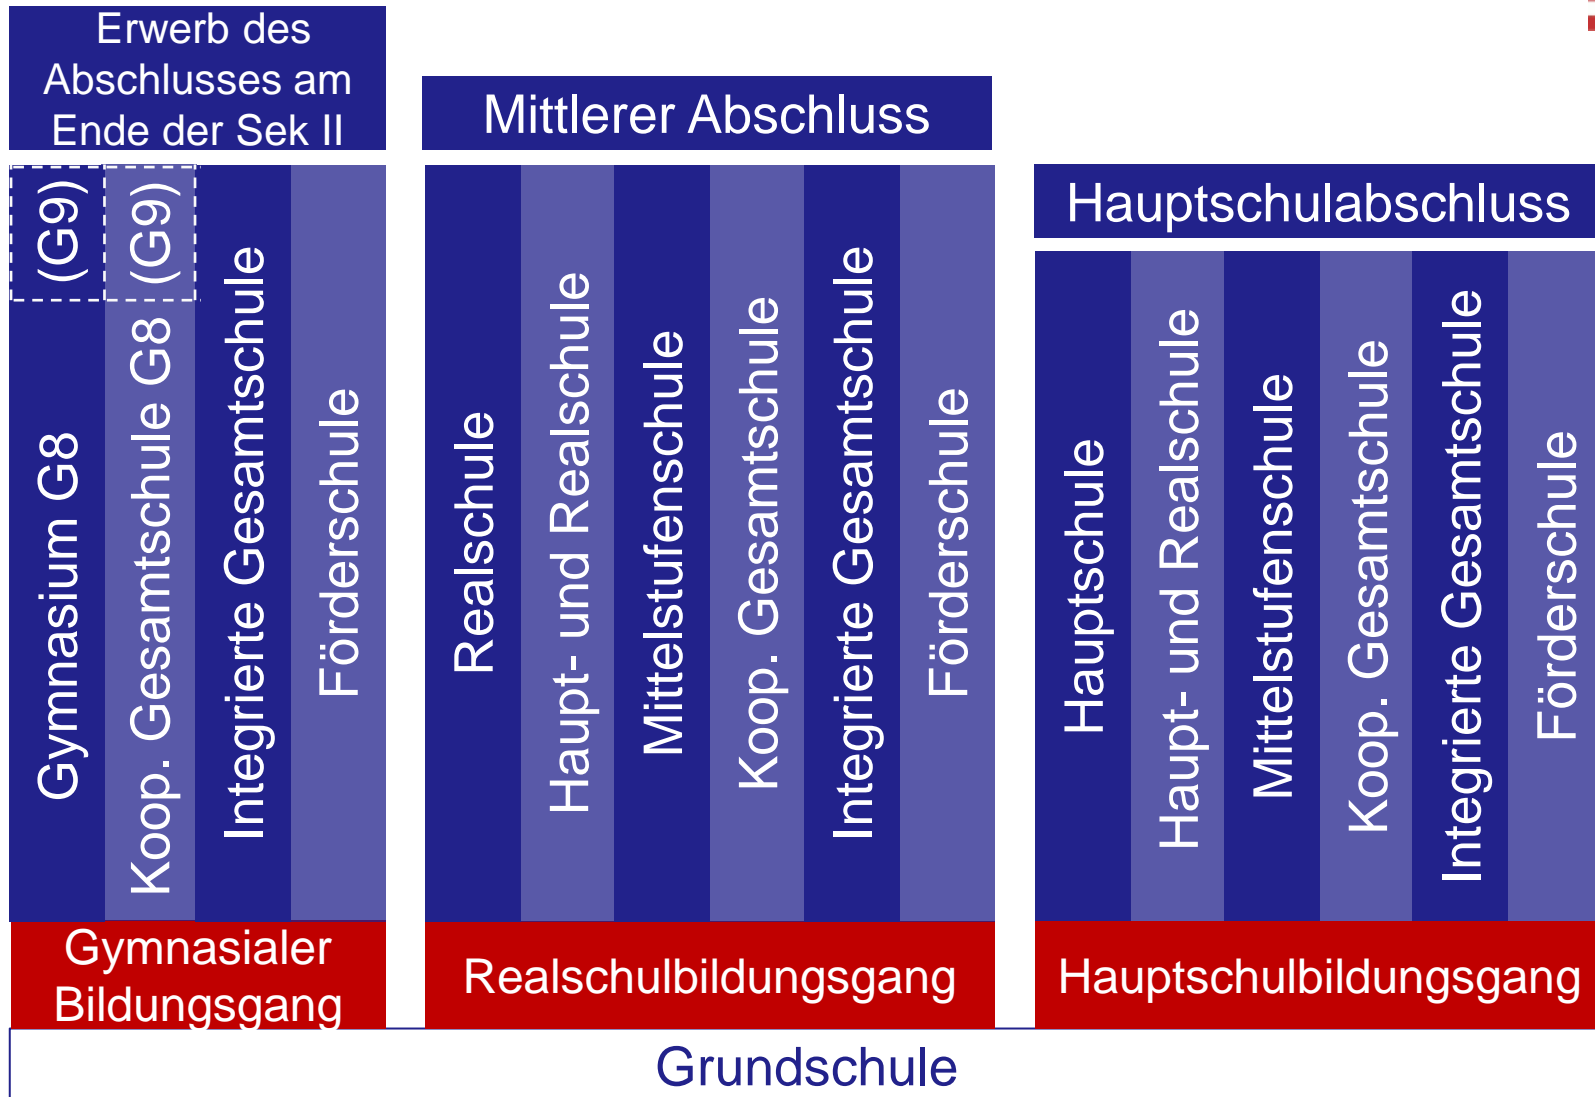 Erwerb des
Abschlusses am
Ende der Sek II
Mittlerer Abschluss
Hauptschulabschluss
Gymnasium G8 (G9)
Koop. Gesamtschule G8 (G9)
Integrierte Gesamtschule
Förderschule
Realschule
Haupt- und Realschule
Mittelstufenschule
Koop. Gesamtschule
Integrierte Gesamtschule
Förderschule
Hauptschule
Haupt- und Realschule
Mittelstufenschule
Koop. Gesamtschule
Integrierte Gesamtschule
Förderschule
Gymnasialer
Bildungsgang
Realschulbildungsgang
Hauptschulbildungsgang
Grundschule